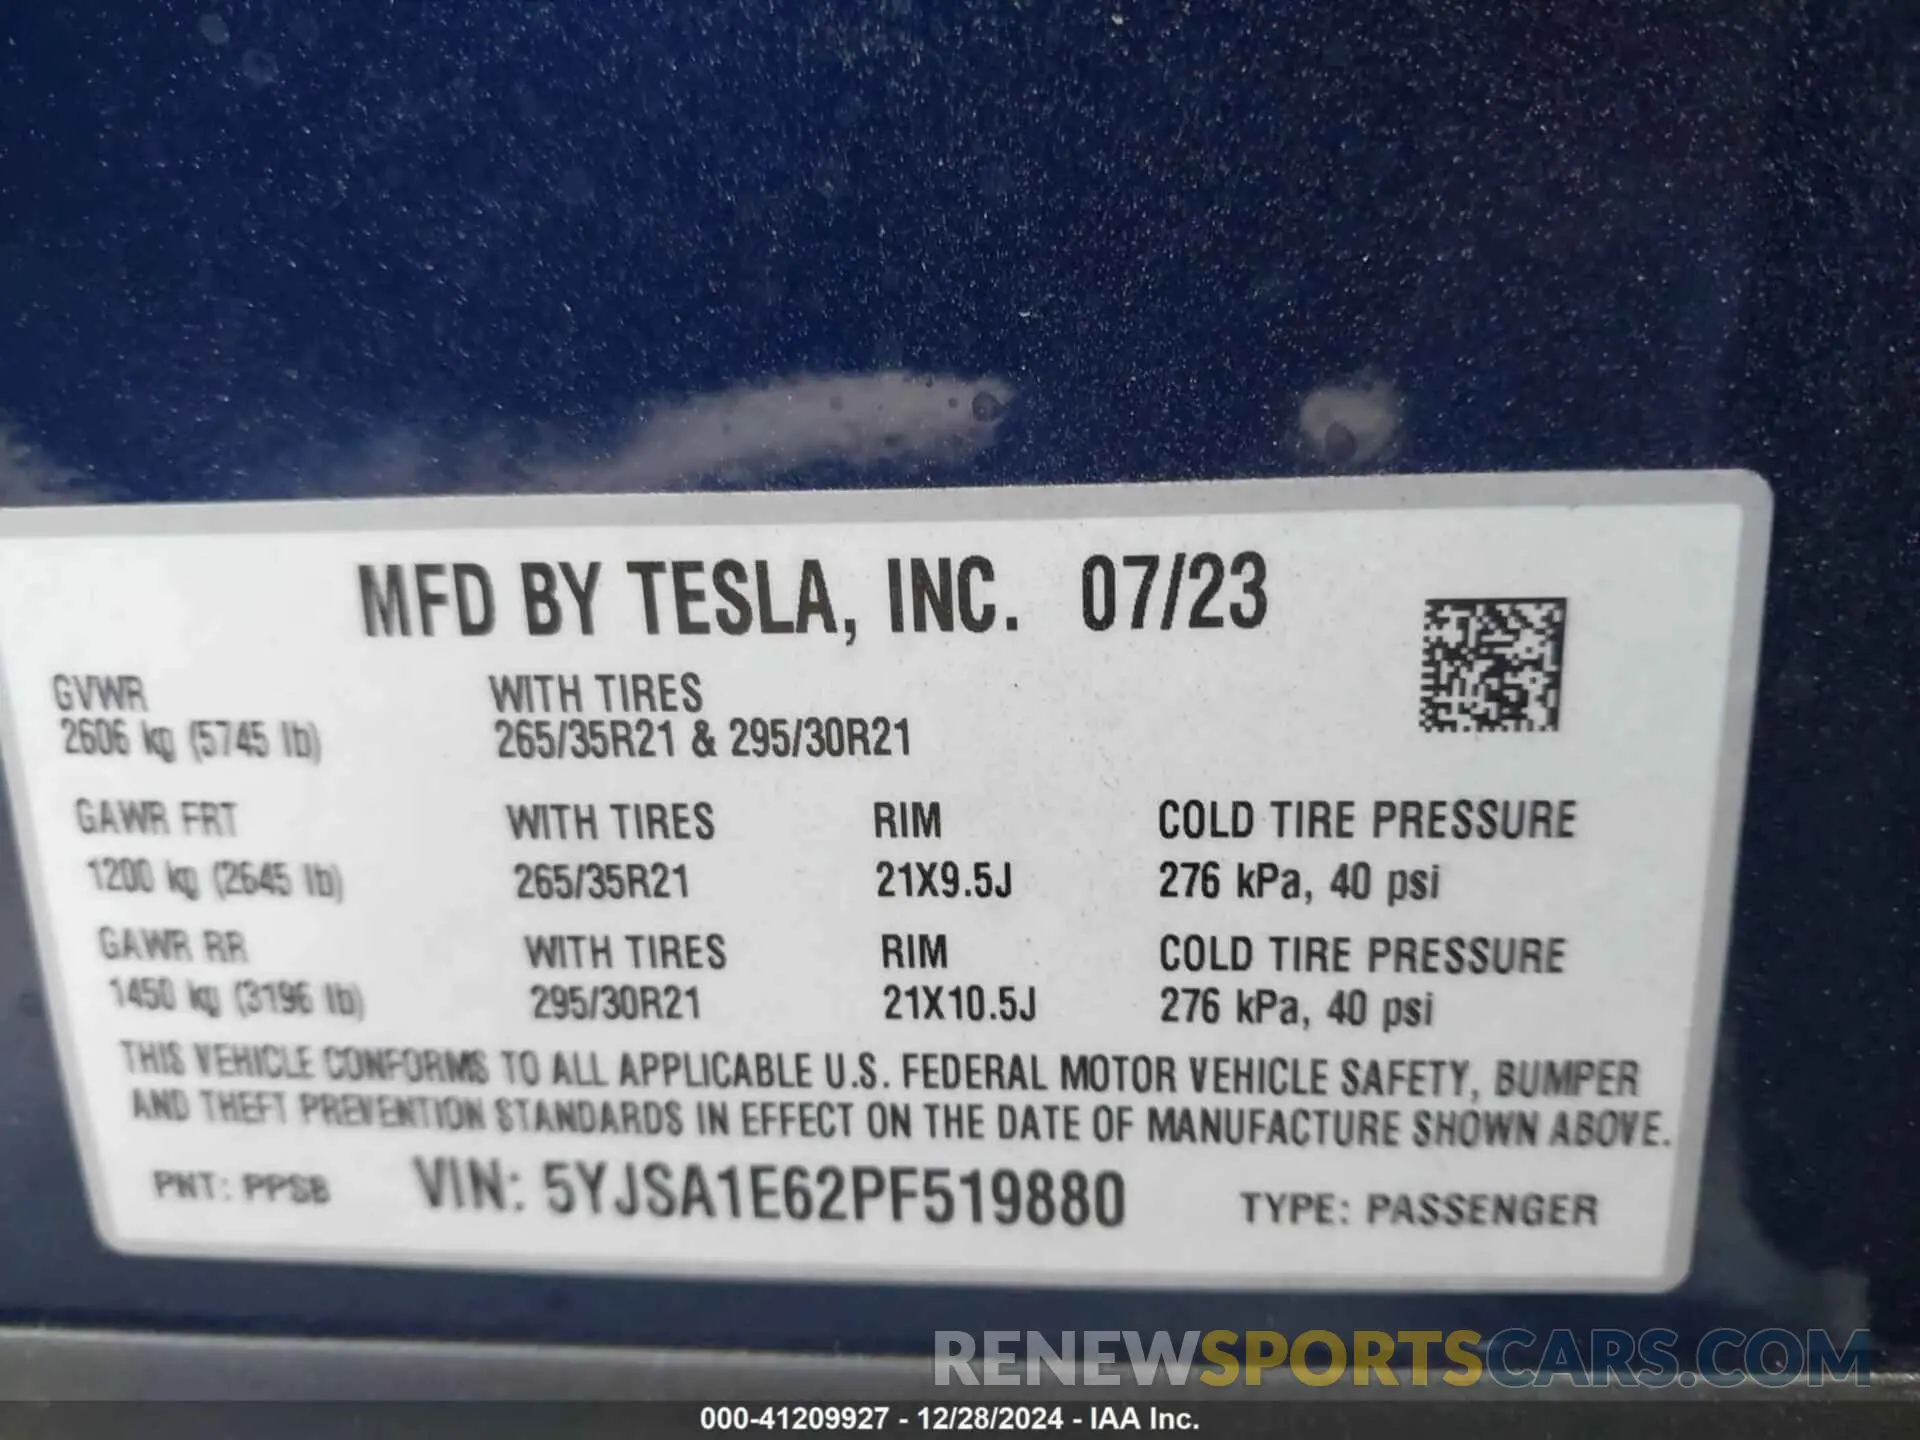 MFD BY TESLA, INC. 07/23
GVWR WITH TIRES
2606 kg (5745 lb) 265/35R21 & 295/30R21
GAWR FRT WITH TIRES RIM COLD TIRE PRESSURE
1200 kg (2645 lb) 265/35R21 21X9.5J 276 kPa, 40 psi
GAWR RR WITH TIRES RIM COLD TIRE PRESSURE
1450 kg (3196 lb) 295/30R21 21X10.5J 276 kPa, 40 psi
THIS VEHICLE CONFORMS TO ALL APPLICABLE U.S. FEDERAL MOTOR VEHICLE SAFETY, BUMPER
AND THEFT PREVENTION STANDARDS IN EFFECT ON THE DATE OF MANUFACTURE SHOWN ABOVE.
PNT: PPSB VIN: 5YJSA1E62PF519880 TYPE: PASSENGER
RENEWSPORTSCARS.COM
000-41209927 - 12/28/2024 - IAA Inc.